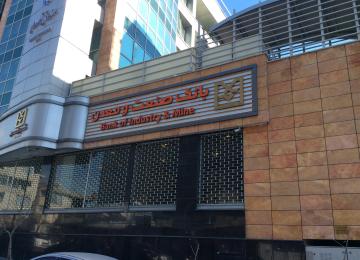 بانک صنعت و معدن
Bank of Industry & Mine